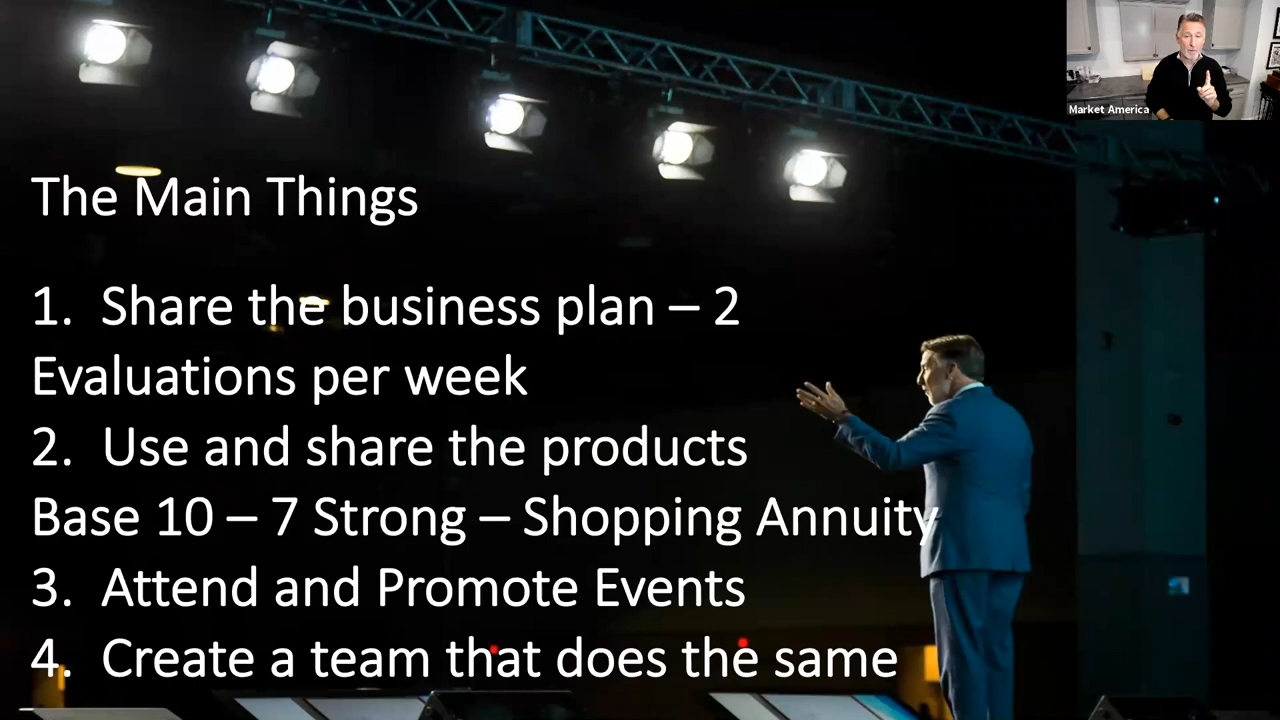 Market America
The Main Things
1. Share the business plan – 2
Evaluations per week
2. Use and share the products
Base 10 – 7 Strong – Shopping Annuity
3. Attend and Promote Events
4. Create a team that does the same